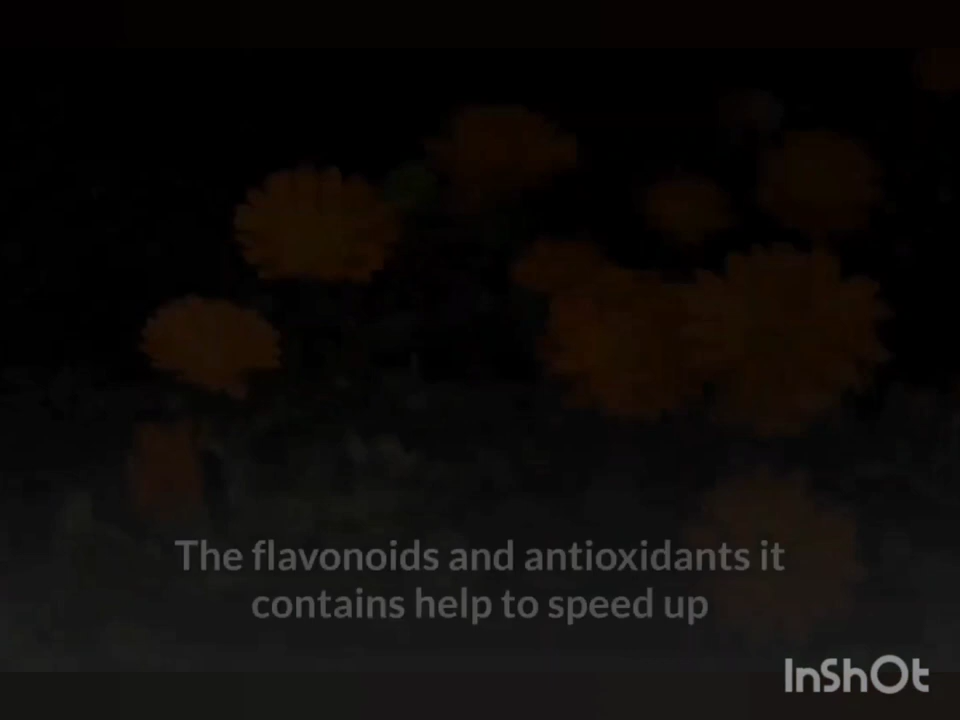 The flavonoids and antioxidants it
contains help to speed up
InShOt